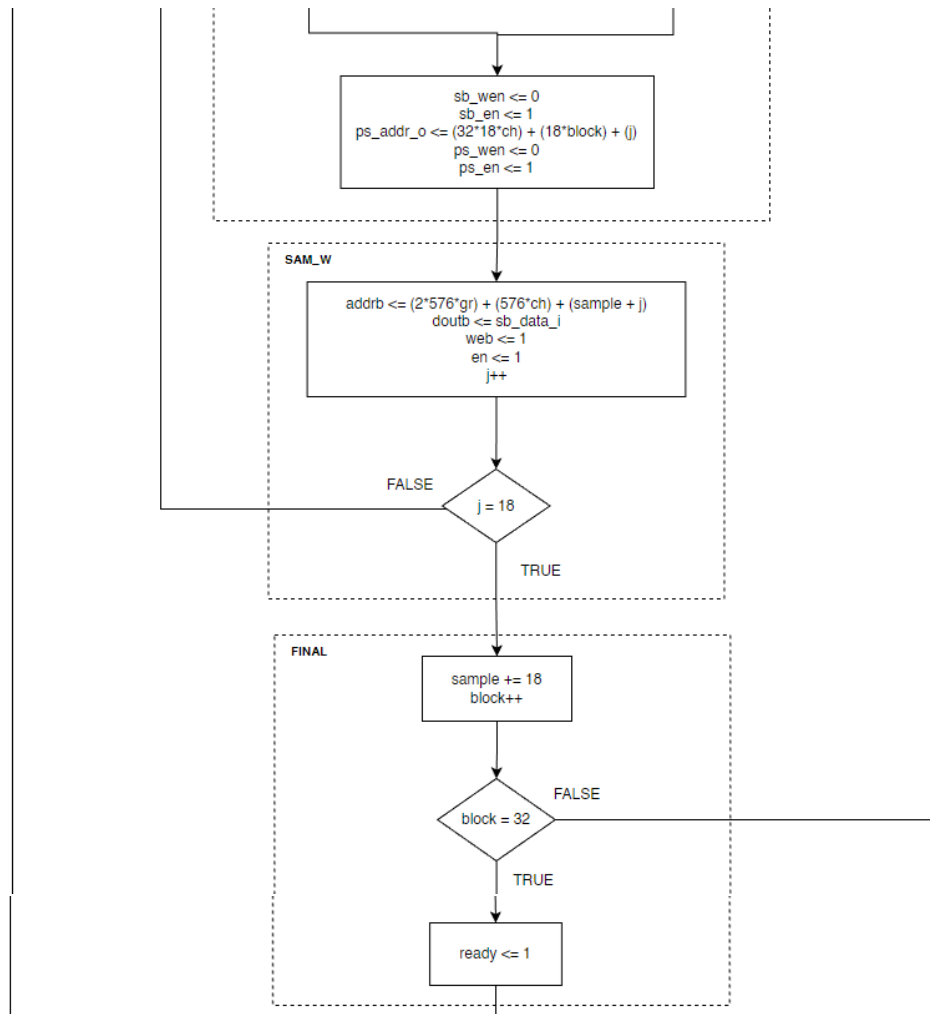 sb_wen <= 0
sb_en <= 1
ps_addr_o <= (32*18*ch) + (18*block) + (j)
ps_wen <= 0
ps_en <= 1
SAM_W
addrb <= (2*576*gr) + (576*ch) + (sample + j)
doutb <= sb_data_i
web <= 1
en <= 1
j++
FALSE
j = 18
TRUE
FINAL
sample += 18
block++
FALSE
block = 32
TRUE
ready <= 1